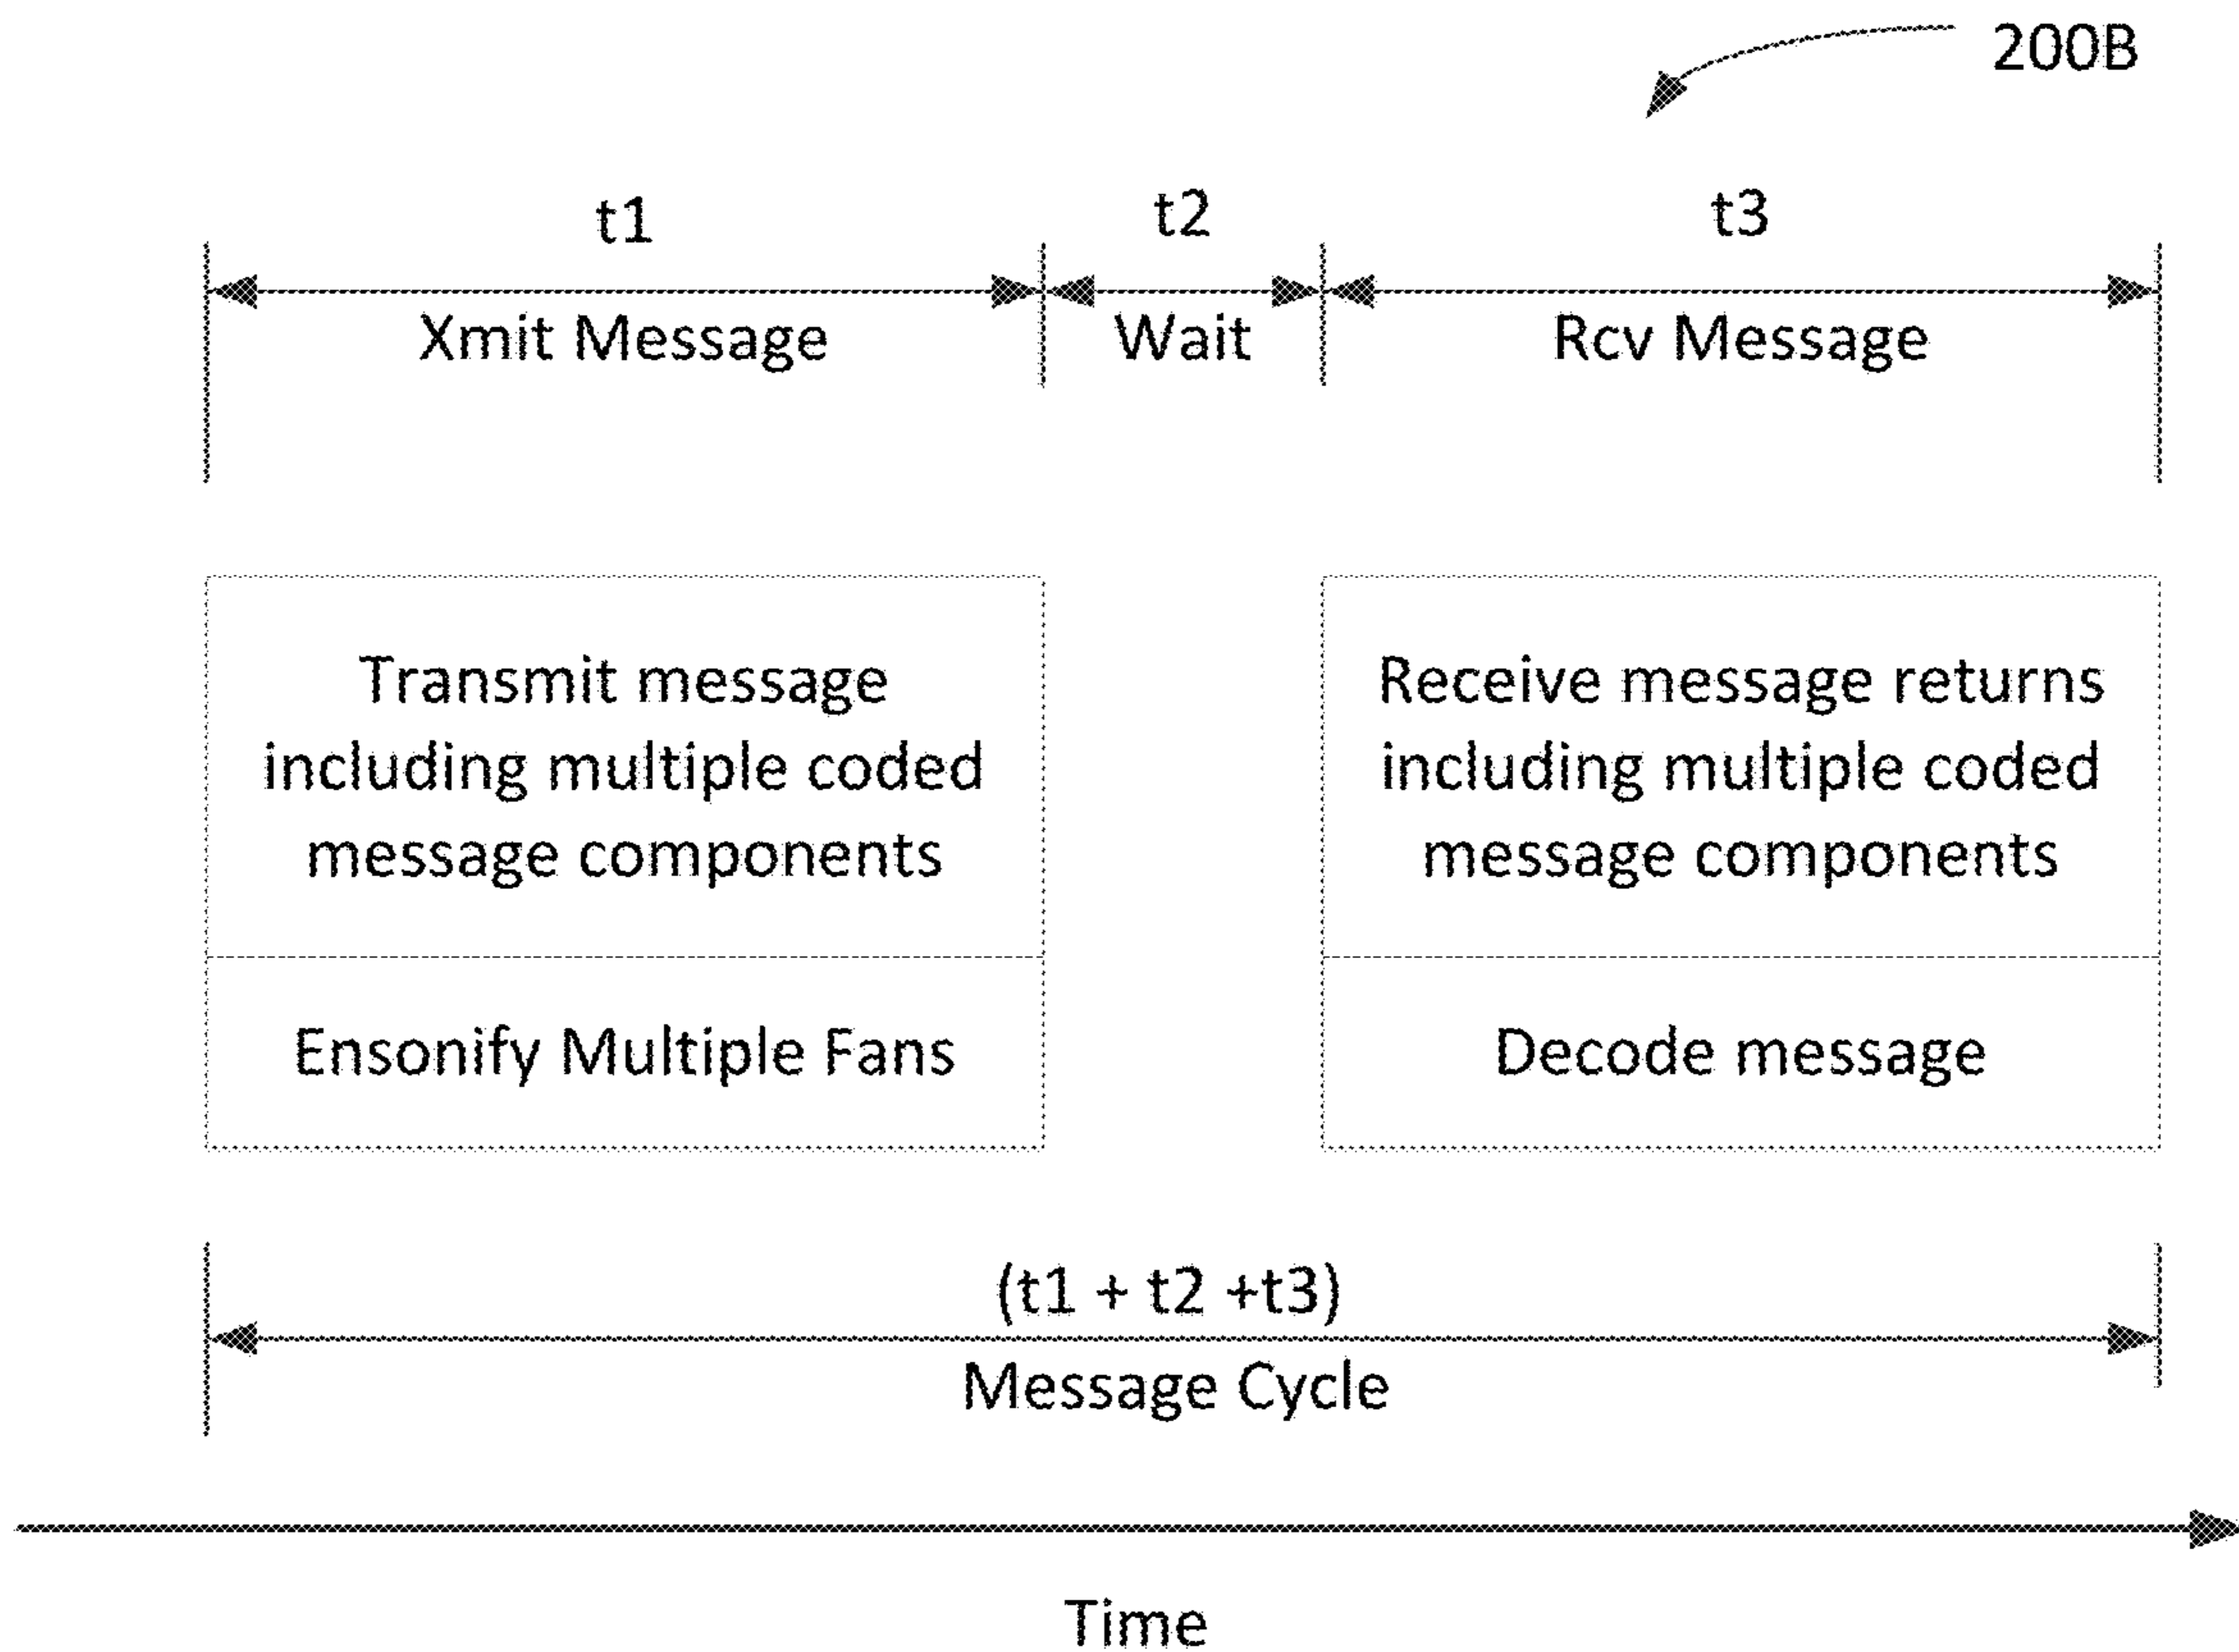 200B
t1
t2
t3
Xmit Message
Wait
Rcv Message
Transmit message
including multiple coded
message components
Ensonify Multiple Fans
Receive message returns
including multiple coded
message components
Decode message
(t1 + t2 +t3)
Message Cycle
Time